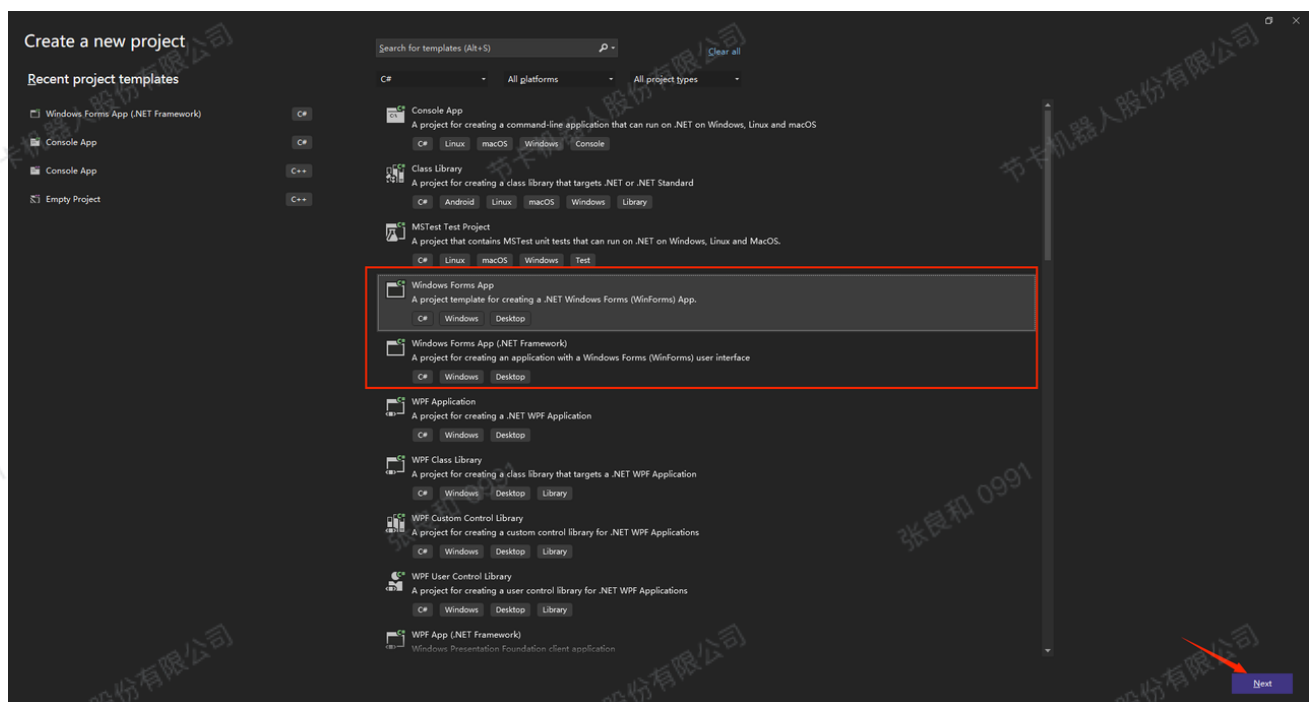 Create a new project
Recent project templates
Windows Forms App (.NET Framework) C#
Console App C#
Console App C++
Empty Project C++
Search for templates (Alt+S)
Clear all
C# All platforms All project types
Console App
A project for creating a command-line application that can run on .NET on Windows, Linux and macOS
C# Linux macOS Windows Console
Class Library
A project for creating a class library that targets .NET or .NET Standard
C# Android Linux macOS Windows Library
MSTest Test Project
A project that contains MSTest unit tests that can run on .NET on Windows, Linux and MacOS.
C# Linux macOS Windows Test
Windows Forms App
A project template for creating a .NET Windows Forms (WinForms) App.
C# Windows Desktop
Windows Forms App (.NET Framework)
A project for creating an application with a Windows Forms (WinForms) user interface
C# Windows Desktop
WPF Application
A project for creating a .NET WPF Application
C# Windows Desktop
WPF Class Library
A project for creating a class library that targets a .NET WPF Application
C# Windows Desktop Library
WPF Custom Control Library
A project for creating a custom control library for .NET WPF Applications
C# Windows Desktop Library
WPF User Control Library
A project for creating a user control library for .NET WPF Applications
C# Windows Desktop Library
WPF App (.NET Framework)
Windows Presentation Foundation client application
Next
节卡机器人股份有限公司
张良和 0991